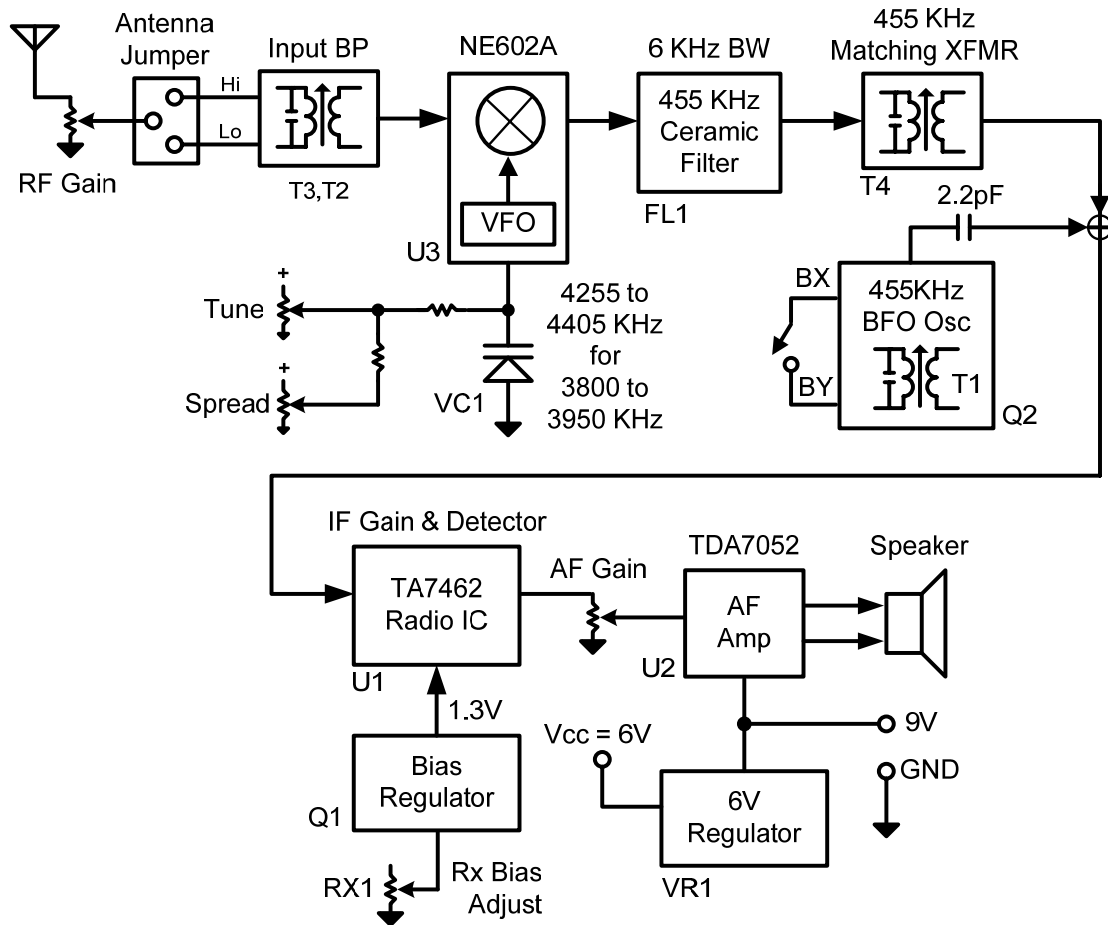 Antenna
Jumper
Input BP
NE602A
6 KHz BW
455 KHz
Matching XFMR
Hi
Lo
RF Gain
T3,T2
VFO
U3
455 KHz
Ceramic
Filter
FL1
T4
2.2pF
+
Tune
+
Spread
VC1
4255 to
4405 KHz
for
3800 to
3950 KHz
BX
BY
455KHz
BFO Osc
T1
Q2
IF Gain & Detector
TA7462
Radio IC
U1
AF Gain
TDA7052
AF
Amp
U2
Speaker
1.3V
Bias
Regulator
Q1
RX1
Rx Bias
Adjust
Vcc = 6V
9V
GND
6V
Regulator
VR1